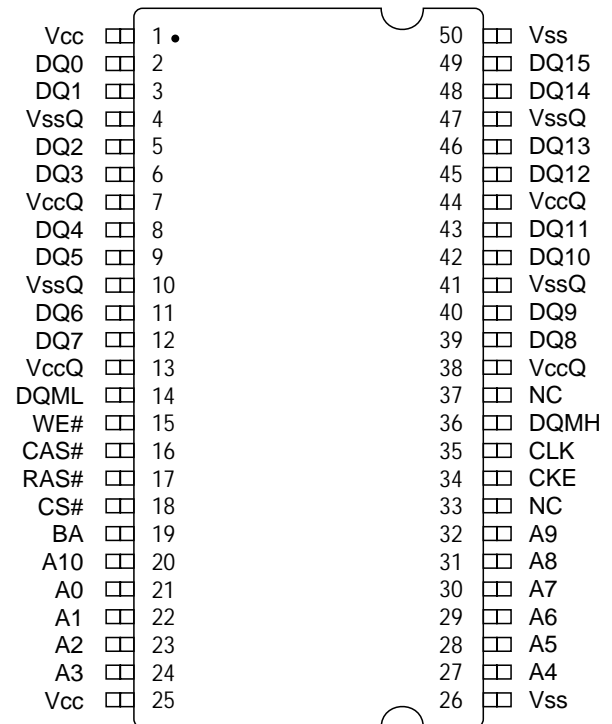 Vcc 1 50 Vss
DQ0 2 49 DQ15
DQ1 3 48 DQ14
VssQ 4 47 VssQ
DQ2 5 46 DQ13
DQ3 6 45 DQ12
VccQ 7 44 VccQ
DQ4 8 43 DQ11
DQ5 9 42 DQ10
VssQ 10 41 VssQ
DQ6 11 40 DQ9
DQ7 12 39 DQ8
VccQ 13 38 VccQ
DQML 14 37 NC
WE# 15 36 DQMH
CAS# 16 35 CLK
RAS# 17 34 CKE
CS# 18 33 NC
BA 19 32 A9
A10 20 31 A8
A0 21 30 A7
A1 22 29 A6
A2 23 28 A5
A3 24 27 A4
Vcc 25 26 Vss